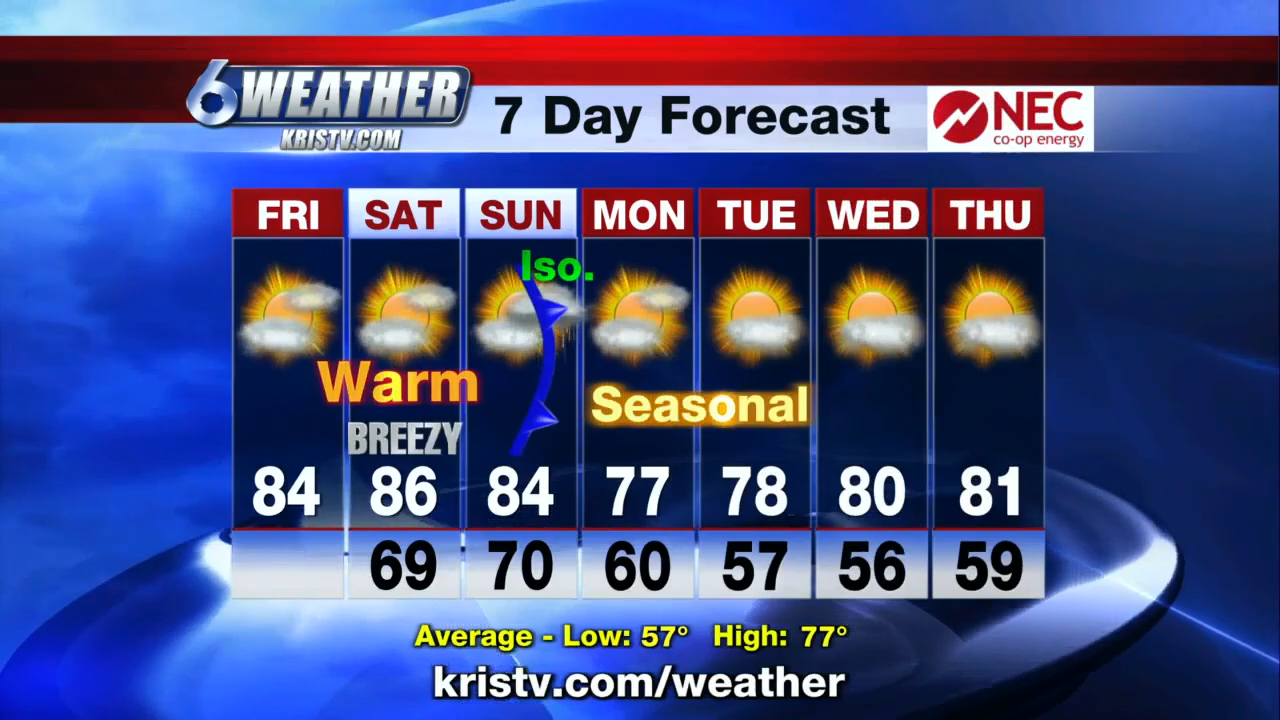 6 WEATHER
KRISTV.COM
7 Day Forecast
NEC
co-op energy
FRI SAT SUN MON TUE WED THU
Iso.
Warm
BREEZY
Seasonal
84 86 84 77 78 80 81
69 70 60 57 56 59
Average - Low: 57° High: 77°
kristv.com/weather